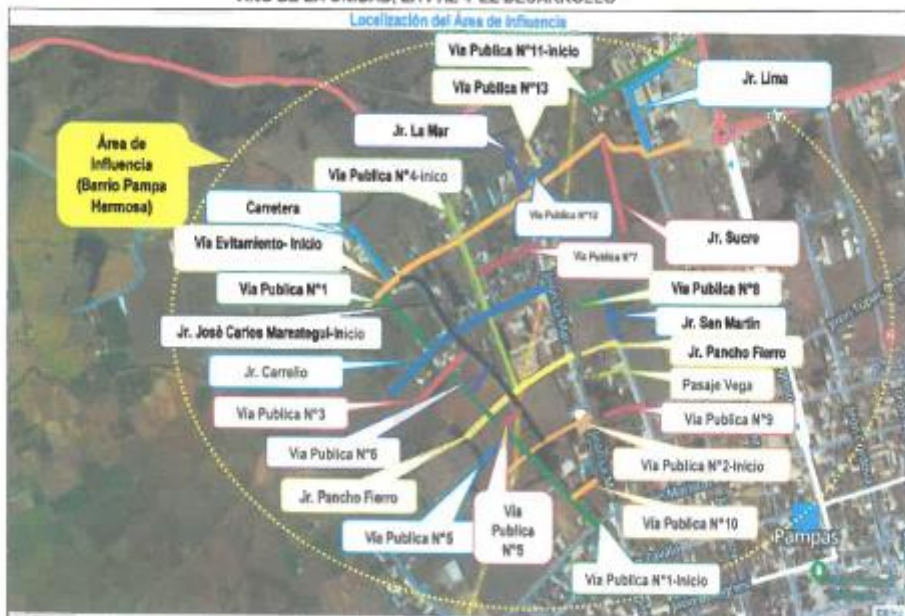 Localización del Área de Influencia
Via Publica N°11-inicio
Via Publica N°13
Jr. Lima
Jr. La Mar
Área de
Influencia
(Barrio Pampa
Hermosa)
Via Publica N°4-inico
Carretera
Via Publica N°12
Vía Evitamiento- Inicio
Jr. Sucre
Via Publica N°7
Via Publica N°1
Via Publica N°8
Jr. José Carlos Mareategui-Inicio
Jr. San Martin
Jr. Pancho Fierro
Jr. Carrelio
Pasaje Vega
Via Publica N°3
Via Publica N°9
Via Publica N°6
Via Publica N°2-Inicio
Jr. Pancho Fierro
Via Publica N°5
Via
Publica
N°5
Via Publica N°10
Pampas
Via Publica N°1-Inicio